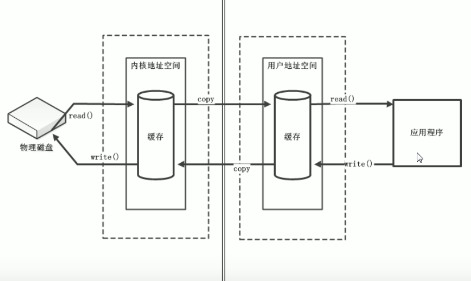 内核地址空间
用户地址空间
read()
copy
read()
缓存
缓存
应用程序
物理磁盘
write()
copy
write()